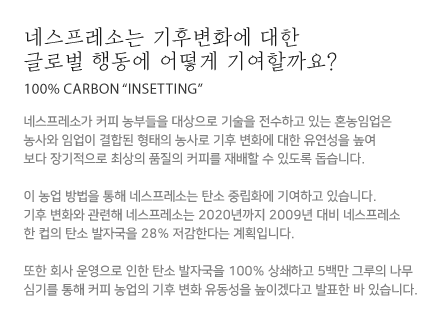 네스프레소는 기후변화에 대한
글로벌 행동에 어떻게 기여할까요?
100% CARBON “INSETTING”
네스프레소가 커피 농부들을 대상으로 기술을 전수하고 있는 혼농임업은
농사와 임업이 결합된 형태의 농사로 기후 변화에 대한 유연성을 높여
보다 장기적으로 최상의 품질의 커피를 재배할 수 있도록 돕습니다.
이 농업 방법을 통해 네스프레소는 탄소 중립화에 기여하고 있습니다.
기후 변화와 관련해 네스프레소는 2020년까지 2009년 대비 네스프레소
한 컵의 탄소 발자국을 28% 저감한다는 계획입니다.
또한 회사 운영으로 인한 탄소 발자국을 100% 상쇄하고 5백만 그루의 나무
심기를 통해 커피 농업의 기후 변화 유동성을 높이겠다고 발표한 바 있습니다.